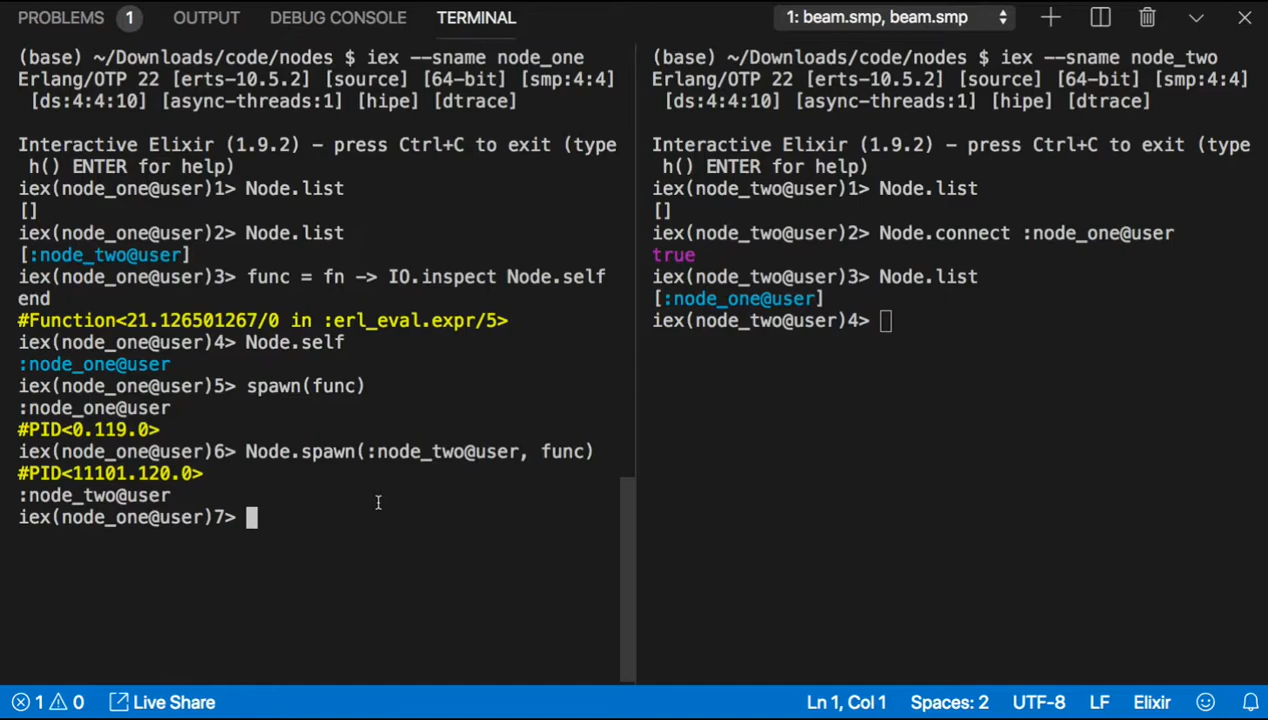 PROBLEMS 1 OUTPUT DEBUG CONSOLE TERMINAL 1: beam.smp, beam.smp
(base) ~/Downloads/code/nodes $ iex --sname node_one
Erlang/OTP 22 [erts-10.5.2] [source] [64-bit] [smp:4:4]
[ds:4:4:10] [async-threads:1] [hipe] [dtrace]
Interactive Elixir (1.9.2) - press Ctrl+C to exit (type
h() ENTER for help)
iex(node_one@user)1> Node.list
[]
iex(node_one@user)2> Node.list
[:node_two@user]
iex(node_one@user)3> func = fn -> IO.inspect Node.self
end
#Function<21.126501267/0 in :erl_eval.expr/5>
iex(node_one@user)4> Node.self
:node_one@user
iex(node_one@user)5> spawn(func)
:node_one@user
#PID<0.119.0>
iex(node_one@user)6> Node.spawn(:node_two@user, func)
#PID<11101.120.0>
:node_two@user
iex(node_one@user)7>
(base) ~/Downloads/code/nodes $ iex --sname node_two
Erlang/OTP 22 [erts-10.5.2] [source] [64-bit] [smp:4:4]
[ds:4:4:10] [async-threads:1] [hipe] [dtrace]
Interactive Elixir (1.9.2) - press Ctrl+C to exit (type
h() ENTER for help)
iex(node_two@user)1> Node.list
[]
iex(node_two@user)2> Node.connect :node_one@user
true
iex(node_two@user)3> Node.list
[:node_one@user]
iex(node_two@user)4>
1 0 Live Share Ln 1, Col 1 Spaces: 2 UTF-8 LF Elixir